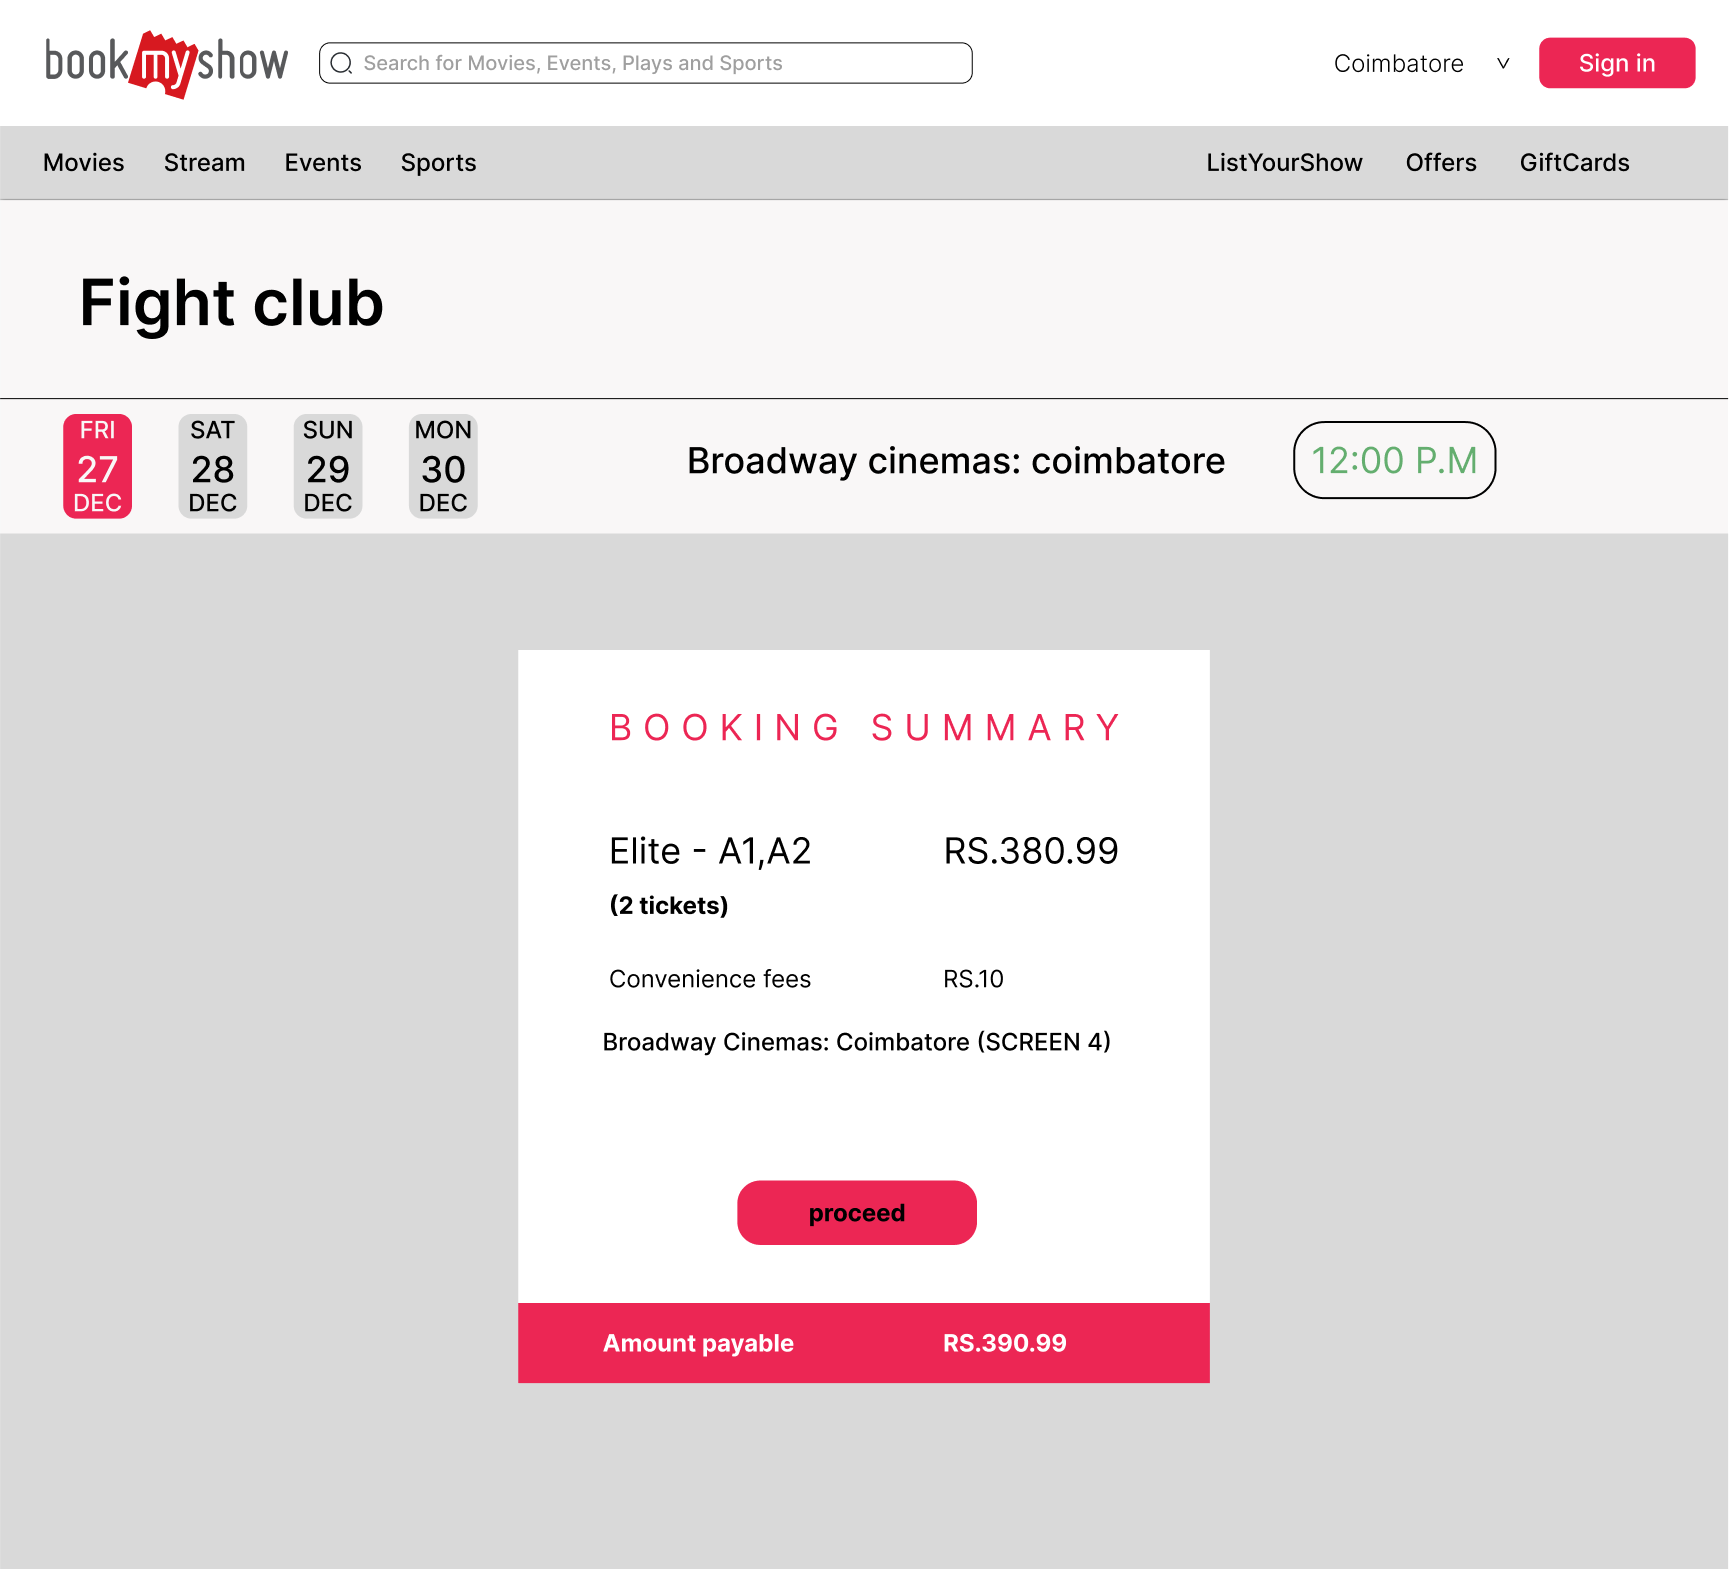 bookmyshow
Search for Movies, Events, Plays and Sports
Coimbatore
Sign in
Movies Stream Events Sports ListYourShow Offers GiftCards
Fight club
FRI
27
DEC
SAT
28
DEC
SUN
29
DEC
MON
30
DEC
Broadway cinemas: coimbatore
12:00 P.M
BOOKING SUMMARY
Elite - A1,A2 RS.380.99
(2 tickets)
Convenience fees RS.10
Broadway Cinemas: Coimbatore (SCREEN 4)
proceed
Amount payable RS.390.99